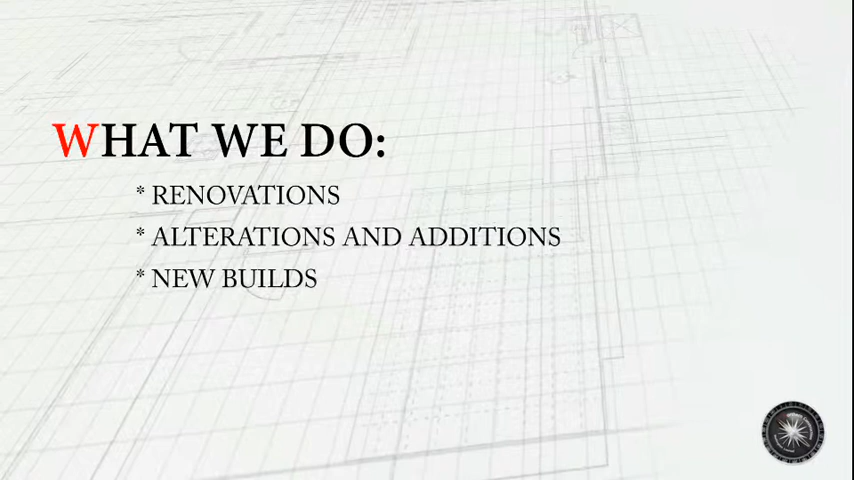 WHAT WE DO:
* RENOVATIONS
* ALTERATIONS AND ADDITIONS
* NEW BUILDS